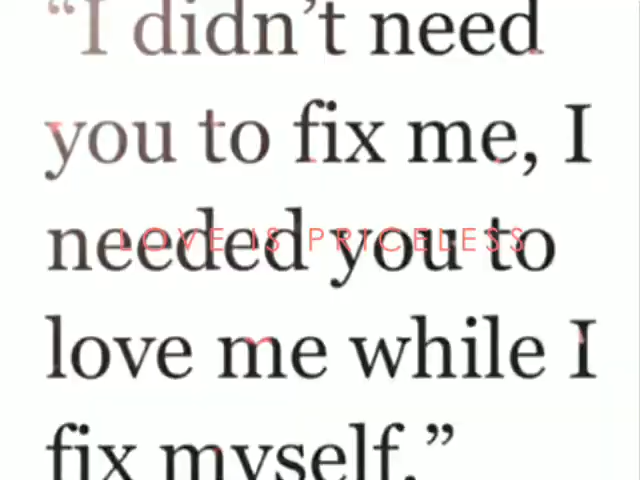 “I didn’t need
you to fix me, I
needed you to
LOVE IS PRICELESS
love me while I
fix myself.”